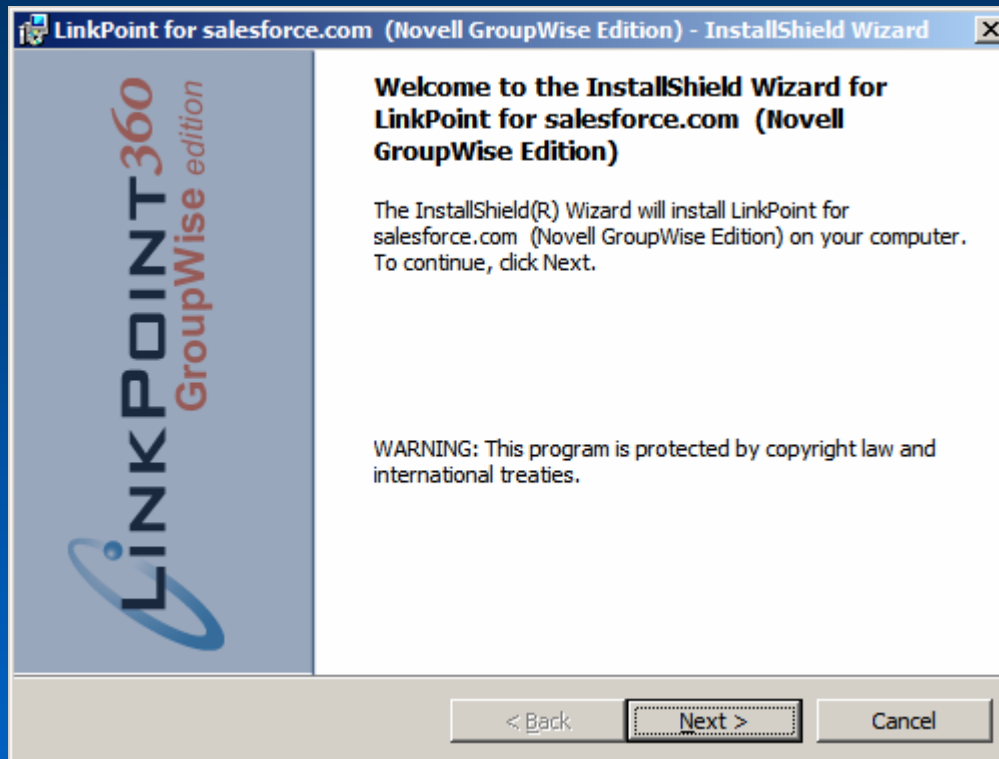 LinkPoint for salesforce.com  (Novell GroupWise Edition) - InstallShield Wizard
LINKPOINT360
GroupWise edition
Welcome to the InstallShield Wizard for
LinkPoint for salesforce.com  (Novell
GroupWise Edition)
The InstallShield(R) Wizard will install LinkPoint for
salesforce.com  (Novell GroupWise Edition) on your computer.
To continue, click Next.
WARNING: This program is protected by copyright law and
international treaties.
< Back
Next >
Cancel